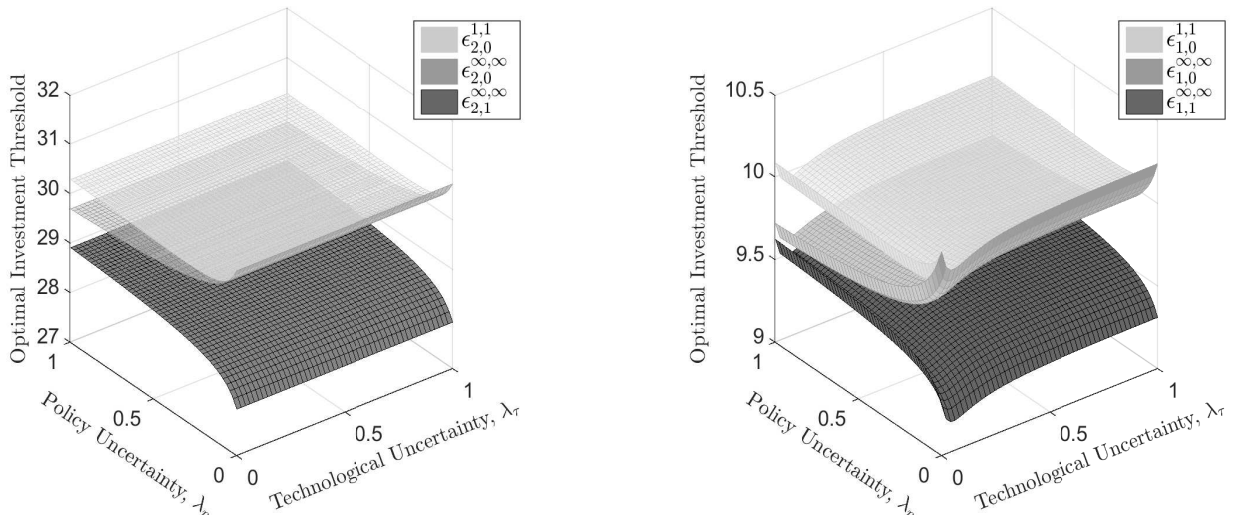 ϵ^{1,1}_{2,0}
ϵ^{∞,∞}_{2,0}
ϵ^{∞,∞}_{2,1}
Optimal Investment Threshold
32
31
30
29
28
27
1
0.5
0
0
0.5
1
Policy Uncertainty, λ_p
Technological Uncertainty, λ_τ
ϵ^{1,1}_{1,0}
ϵ^{∞,∞}_{1,0}
ϵ^{∞,∞}_{1,1}
Optimal Investment Threshold
10.5
10
9.5
9
1
0.5
0
0
0.5
1
Policy Uncertainty, λ_p
Technological Uncertainty, λ_τ